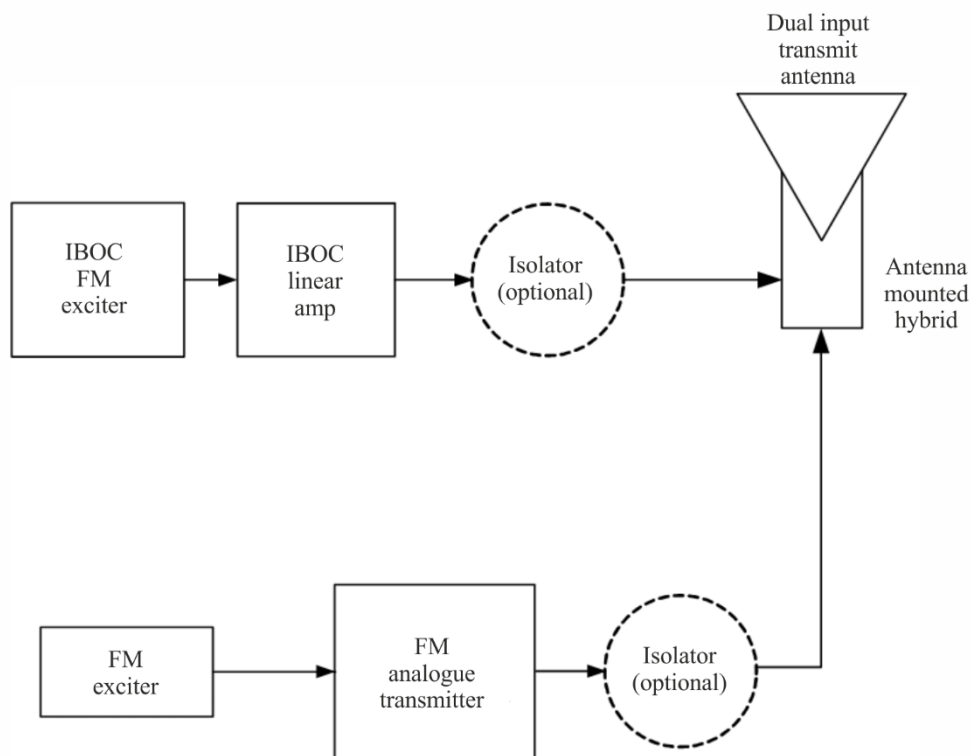 Dual input
transmit
antenna
IBOC
FM
exciter
IBOC
linear
amp
Isolator
(optional)
Antenna
mounted
hybrid
FM
exciter
FM
analogue
transmitter
Isolator
(optional)